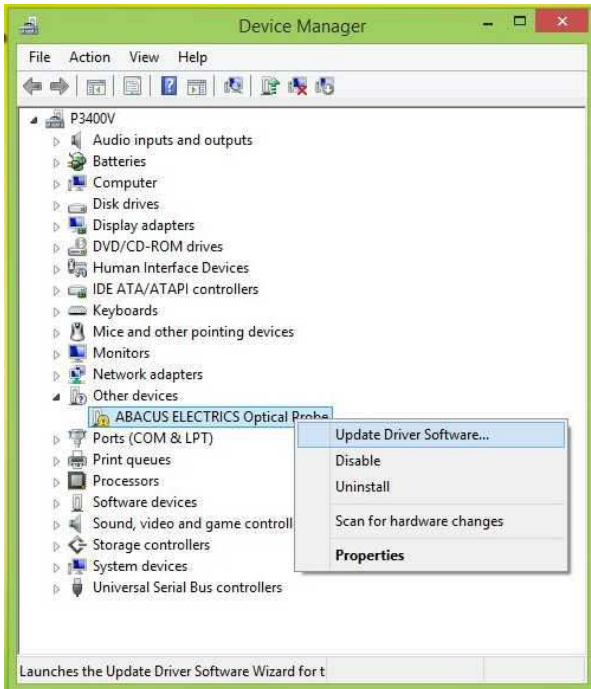 Device Manager
File Action View Help
P3400V
Audio inputs and outputs
Batteries
Computer
Disk drives
Display adapters
DVD/CD-ROM drives
Human Interface Devices
IDE ATA/ATAPI controllers
Keyboards
Mice and other pointing devices
Monitors
Network adapters
Other devices
ABACUS ELECTRICS Optical Probe
Ports (COM & LPT)
Print queues
Processors
Software devices
Sound, video and game controll
Storage controllers
System devices
Universal Serial Bus controllers
Update Driver Software...
Disable
Uninstall
Scan for hardware changes
Properties
Launches the Update Driver Software Wizard for t